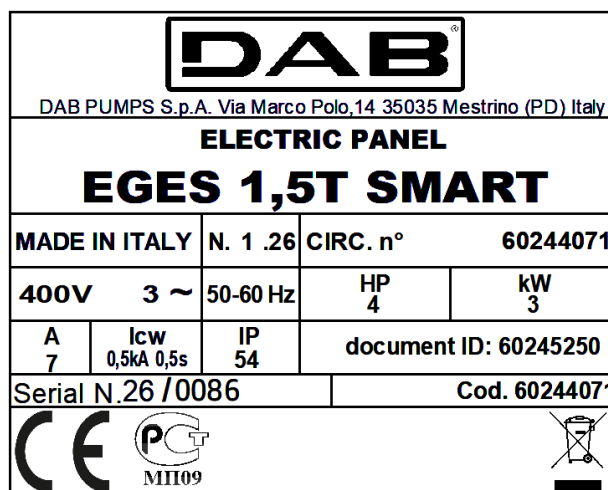 DAB®
DAB PUMPS S.p.A. Via Marco Polo,14 35035 Mestrino (PD) Italy
ELECTRIC PANEL
EGES 1,5T SMART
MADE IN ITALY N. 1 .26 CIRC. n° 60244071
400V 3 ~ 50-60 Hz HP 4 kW 3
A 7 Icw 0,5kA 0,5s IP 54 document ID: 60245250
Serial N.26/0086 Cod. 60244071
CE РСТ
МП09